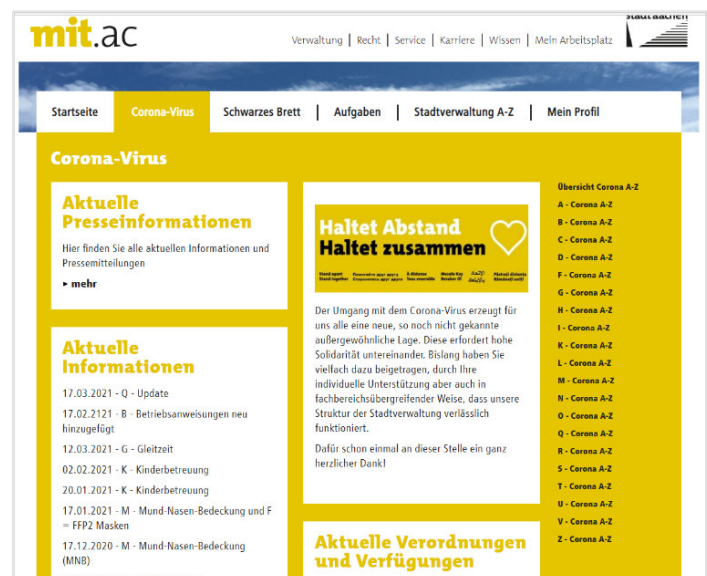 mit.ac
Verwaltung | Recht | Service | Karriere | Wissen | Mein Arbeitsplatz
stadt aachen
Startseite
Corona-Virus
Schwarzes Brett | Aufgaben | Stadtverwaltung A-Z | Mein Profil
Corona-Virus
Aktuelle
Presseinformationen
Hier finden Sie alle aktuellen Informationen und
Pressemitteilungen
▸ mehr
Aktuelle
Informationen
17.03.2021 - Q - Update
17.02.2121 - B - Betriebsanweisungen neu
hinzugefügt
12.03.2021 - G - Gleitzeit
02.02.2021 - K - Kinderbetreuung
20.01.2021 - K - Kinderbetreuung
17.01.2021 - M - Mund-Nasen-Bedeckung und F
= FFP2 Masken
17.12.2020 - M - Mund-Nasen-Bedeckung
(MNB)
Haltet Abstand
Haltet zusammen
Stand apart
Stand together
À distance
Tous ensemble
Der Umgang mit dem Corona-Virus erzeugt für
uns alle eine neue, so noch nicht gekannte
außergewöhnliche Lage. Diese erfordert hohe
Solidarität untereinander. Bislang haben Sie
vielfach dazu beigetragen, durch Ihre
individuelle Unterstützung aber auch in
fachbereichsübergreifender Weise, dass unsere
Struktur der Stadtverwaltung verlässlich
funktioniert.
Dafür schon einmal an dieser Stelle ein ganz
herzlicher Dank!
Aktuelle Verordnungen
und Verfügungen
Übersicht Corona A-Z
A - Corona A-Z
B - Corona A-Z
C - Corona A-Z
D - Corona A-Z
F - Corona A-Z
G - Corona A-Z
H - Corona A-Z
I - Corona A-Z
K - Corona A-Z
L - Corona A-Z
M - Corona A-Z
N - Corona A-Z
O - Corona A-Z
Q - Corona A-Z
R - Corona A-Z
S - Corona A-Z
T - Corona A-Z
U - Corona A-Z
V - Corona A-Z
Z - Corona A-Z